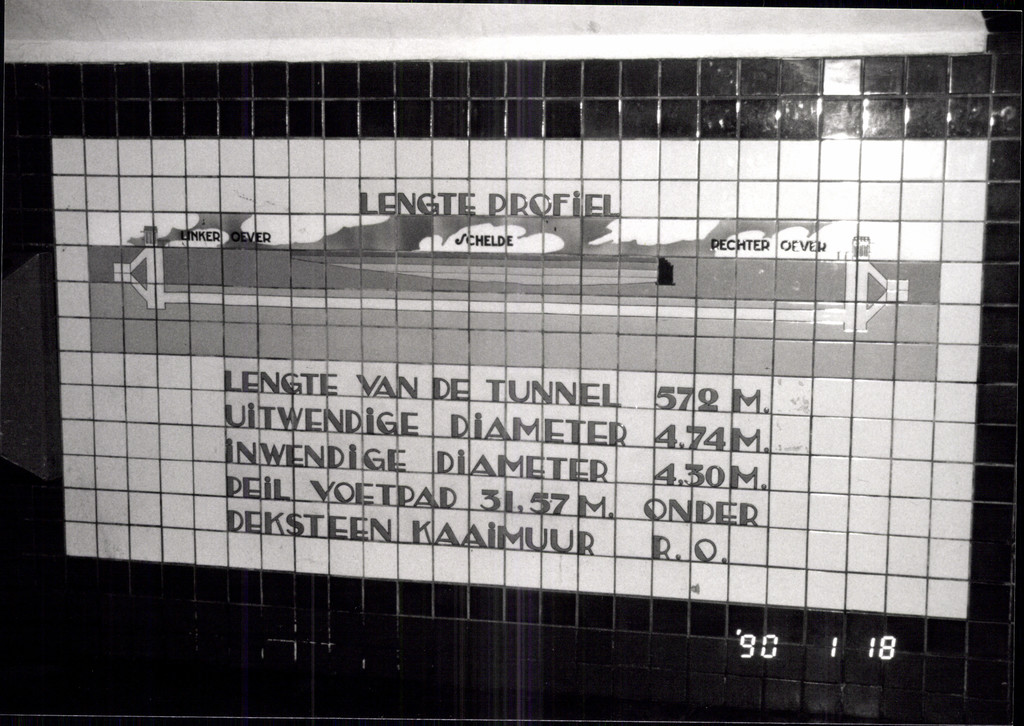 LENGTE PROFiEL
LINKER OEVER SCHELDE RECHTER OEVER
LENGTE VAN DE TUNNEL 572 M.
UiTWENDiGE DiAMETER 4.74 M.
iNWENDiGE DiAMETER 4.30 M.
PEiL VOETPAD 31,57 M. ONDER
DEKSTEEN KAAiMUUR R. O.
'90 1 18